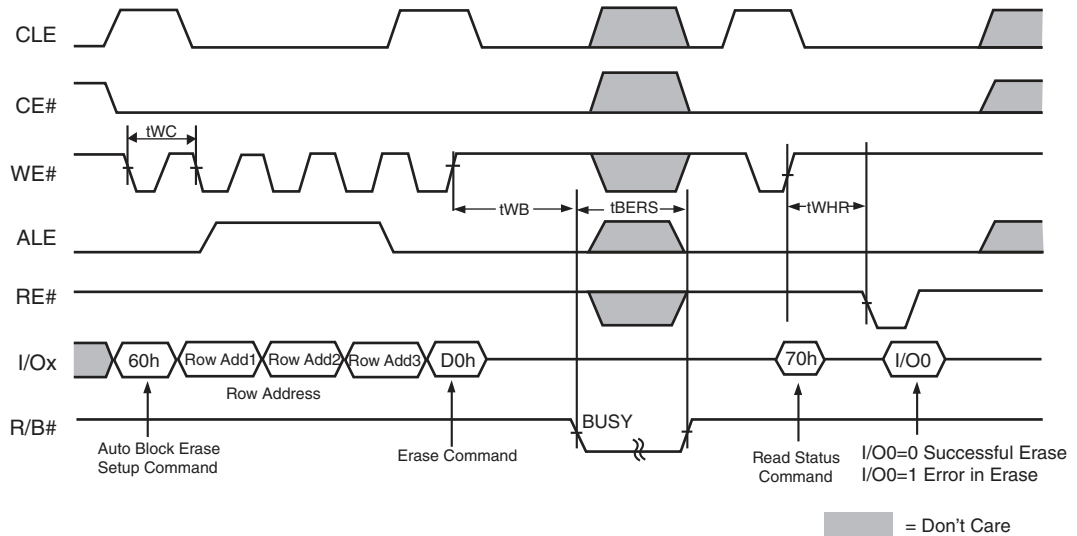 CLE
CE#
tWC
WE#
tWB
tBERS
tWHR
ALE
RE#
I/Ox
60h
Row Add1
Row Add2
Row Add3
D0h
70h
I/O0
Row Address
R/B#
BUSY
Auto Block Erase
Setup Command
Erase Command
Read Status
Command
I/O0=0 Successful Erase
I/O0=1 Error in Erase
= Don't Care